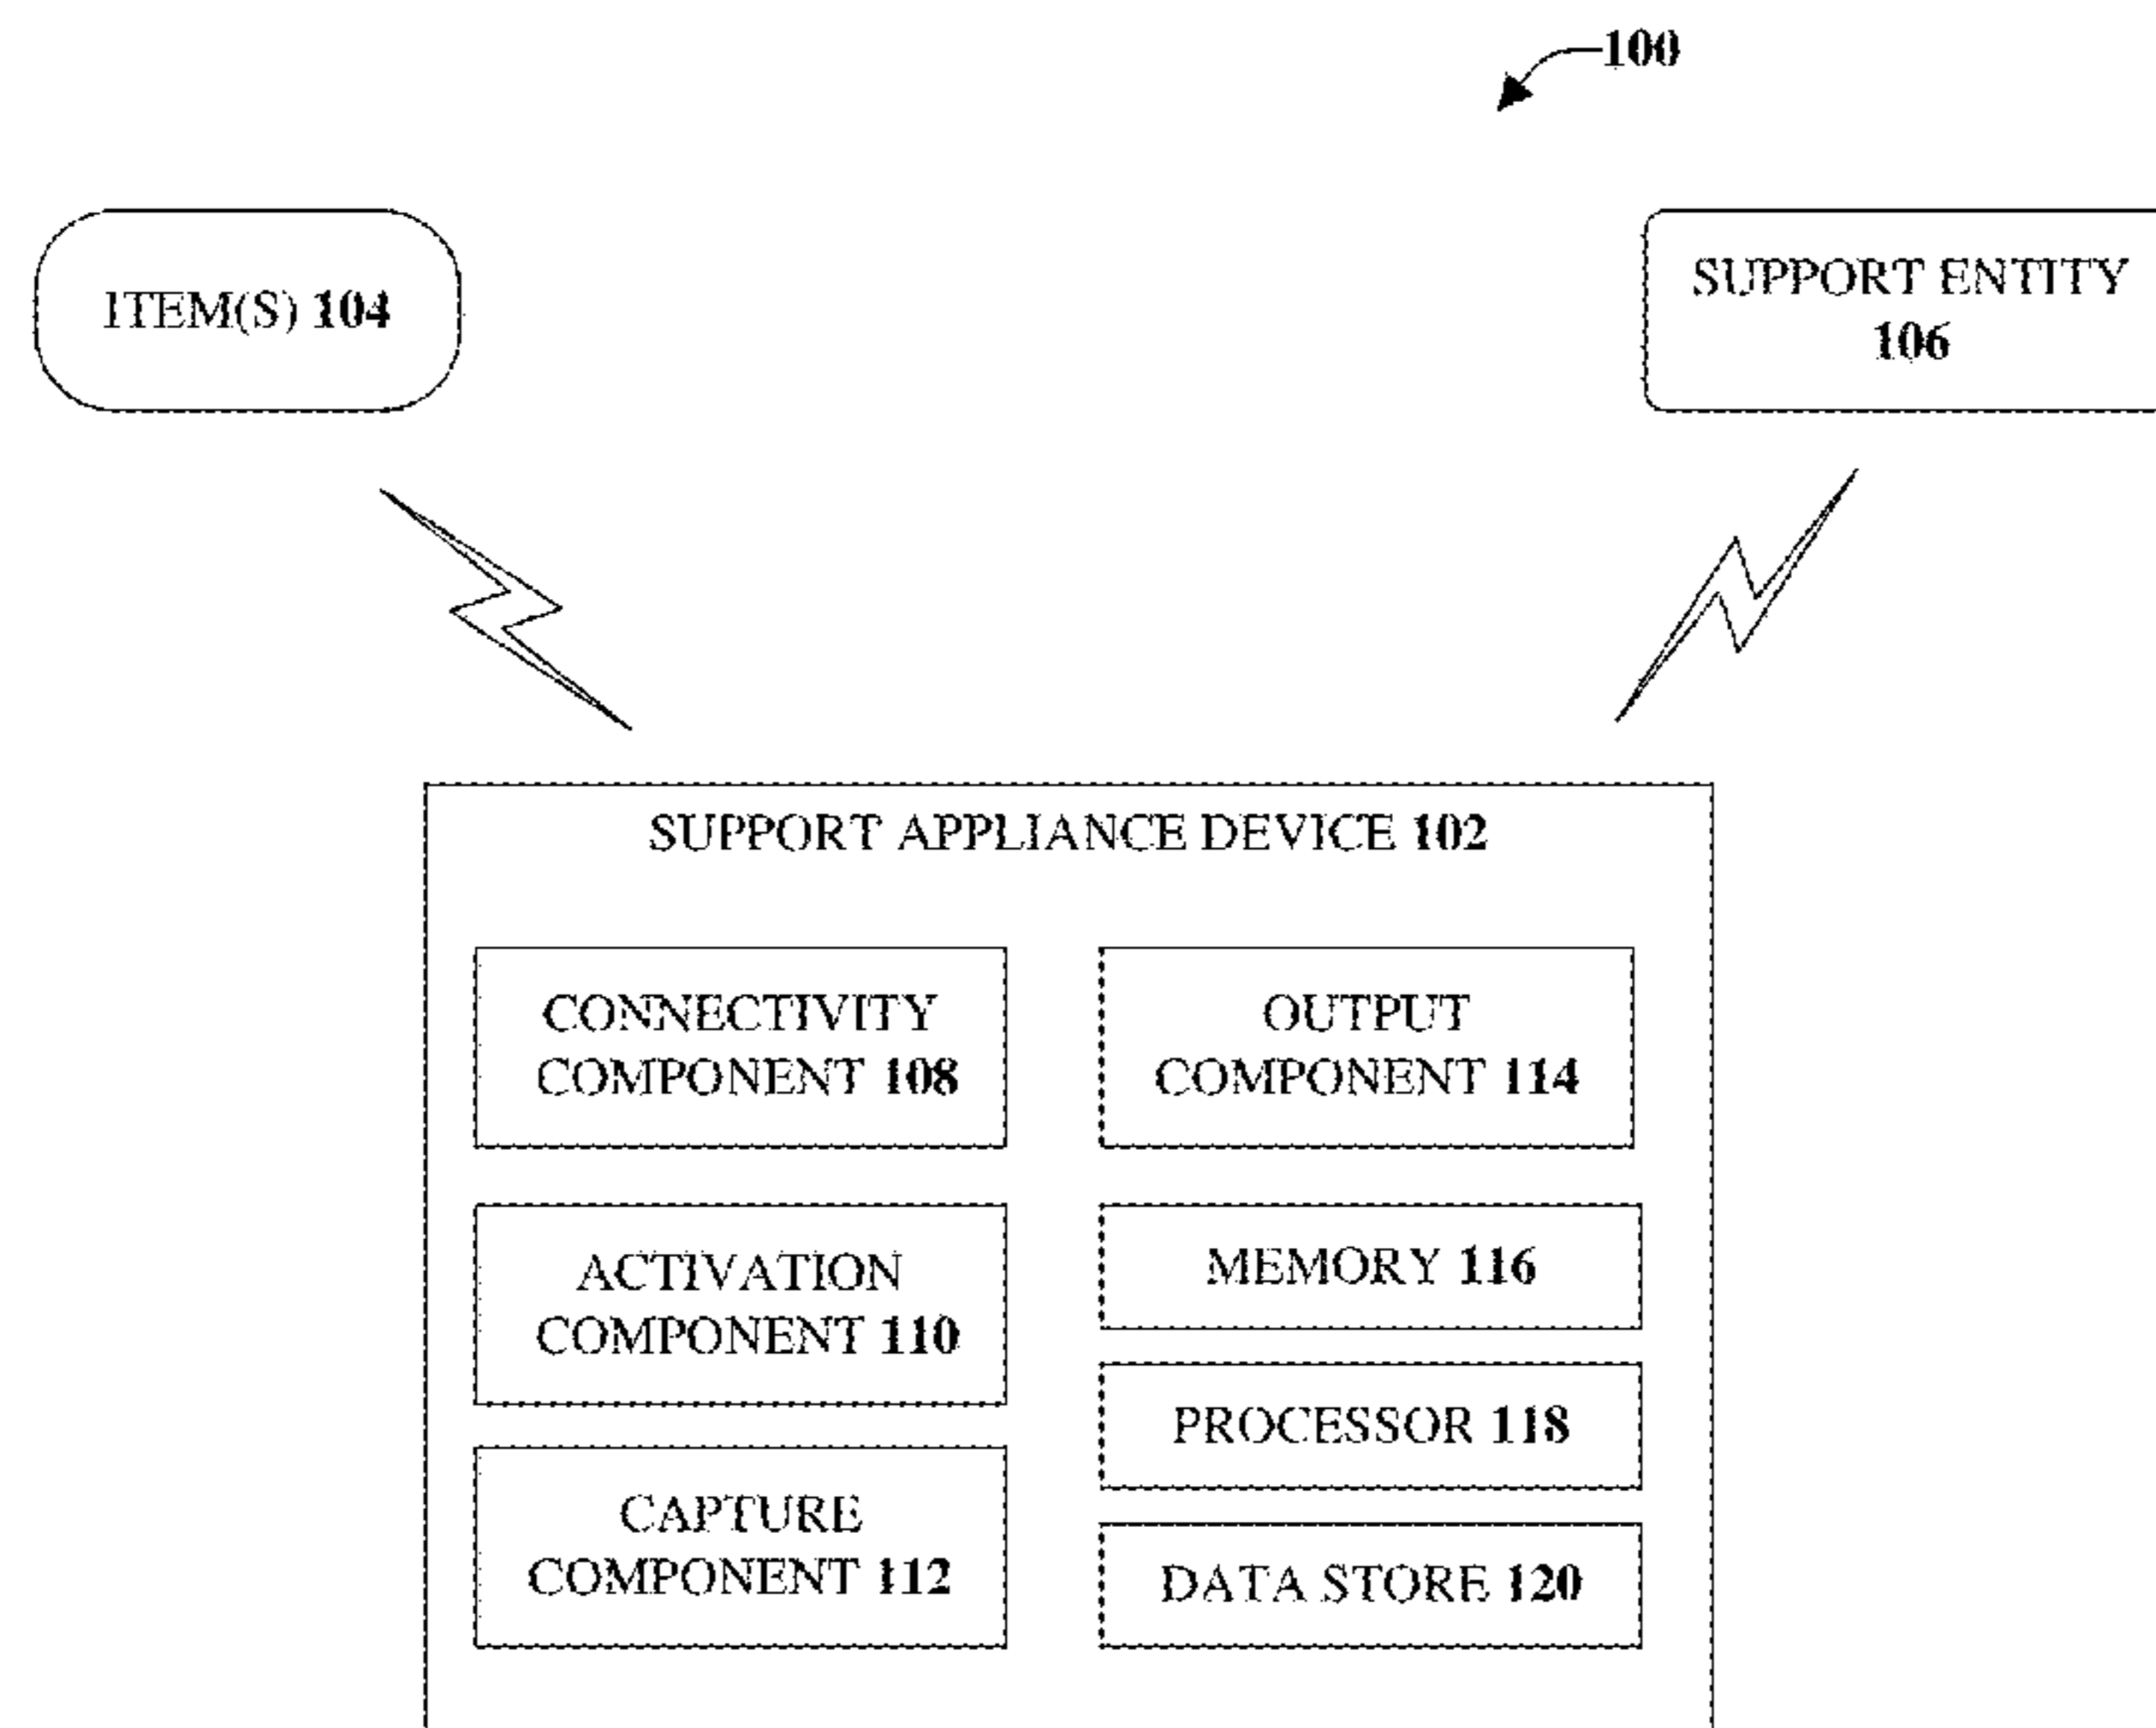 100
ITEM(S) 104
SUPPORT ENTITY
106
SUPPORT APPLIANCE DEVICE 102
CONNECTIVITY
COMPONENT 108
OUTPUT
COMPONENT 114
ACTIVATION
COMPONENT 110
MEMORY 116
PROCESSOR 118
CAPTURE
COMPONENT 112
DATA STORE 120